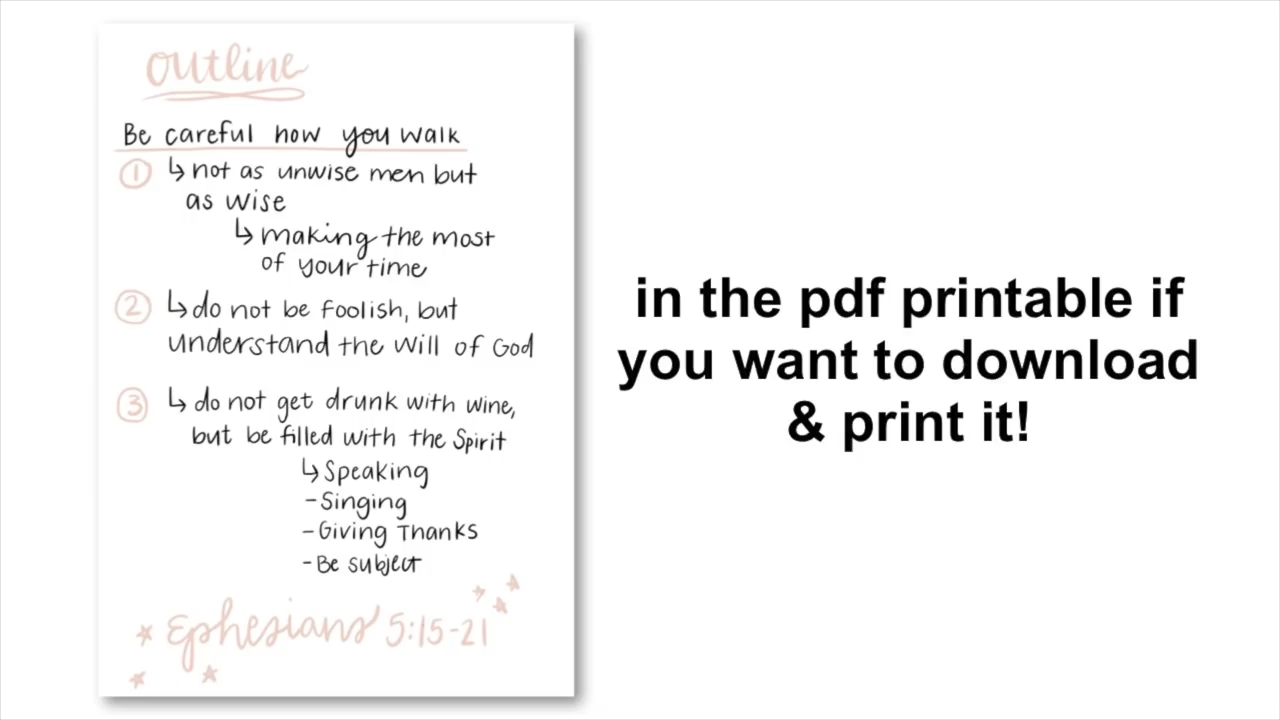 outline
Be careful how you walk
① ↳ not as unwise men but
as wise
↳ making the most
of your time
② ↳ do not be foolish, but
understand the will of God
③ ↳ do not get drunk with wine,
but be filled with the Spirit
↳ Speaking
- Singing
- Giving Thanks
- Be subject
Ephesians 5:15-21
in the pdf printable if
you want to download
& print it!